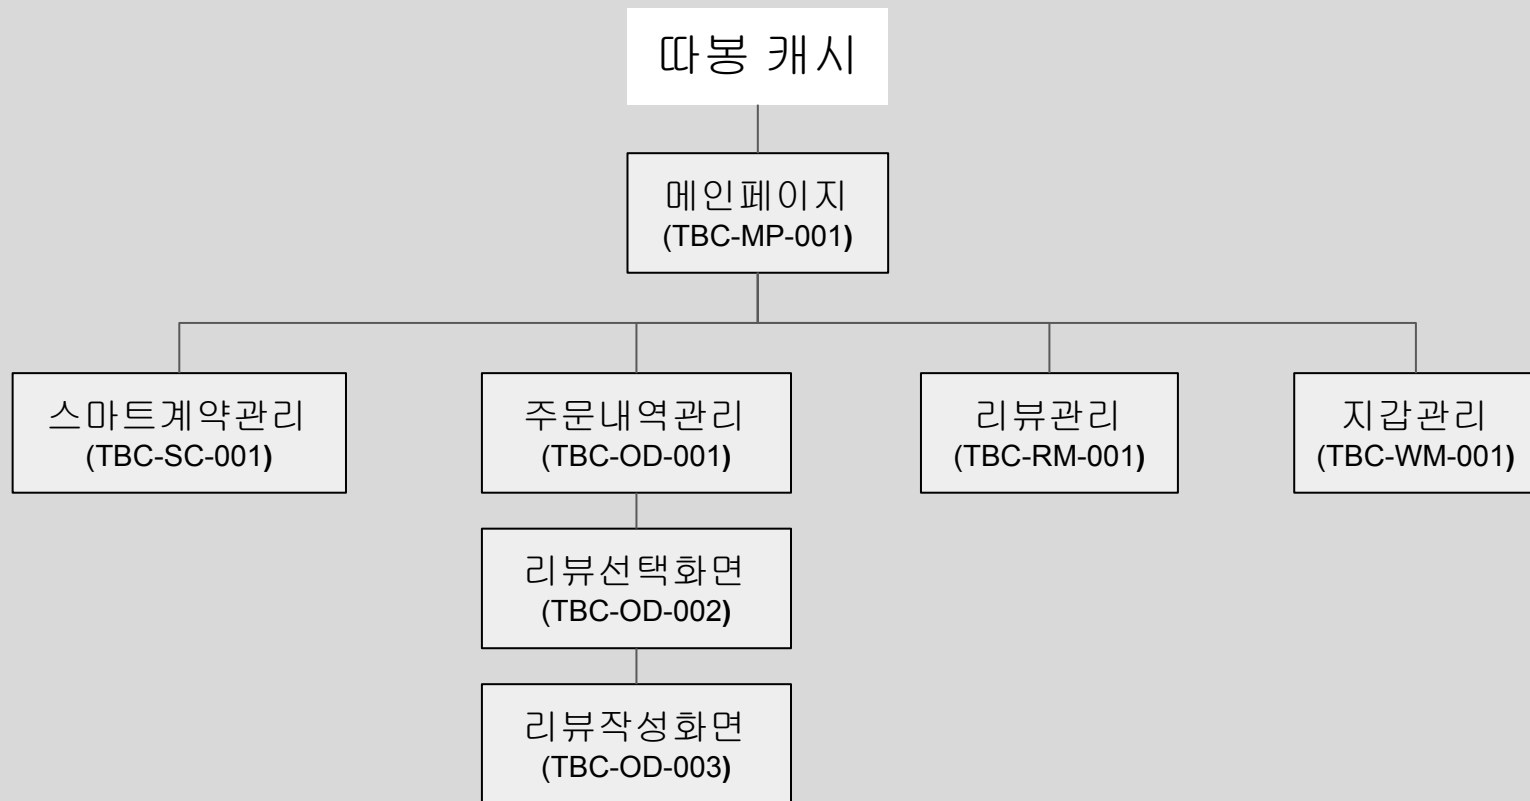 따봉 캐시
메인페이지
(TBC-MP-001)
스마트계약관리
(TBC-SC-001)
주문내역관리
(TBC-OD-001)
리뷰관리
(TBC-RM-001)
지갑관리
(TBC-WM-001)
리뷰선택화면
(TBC-OD-002)
리뷰작성화면
(TBC-OD-003)